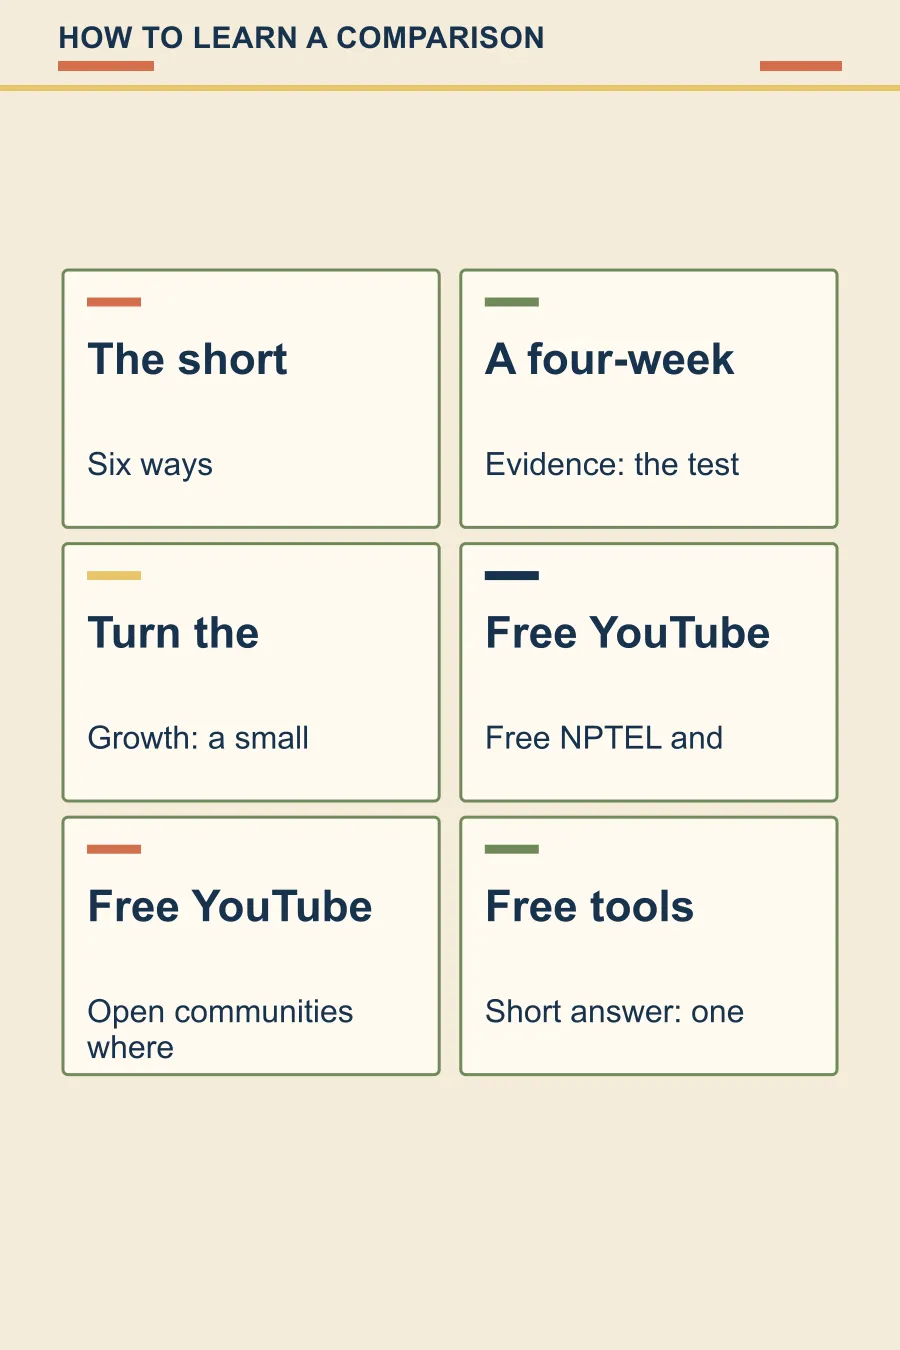 HOW TO LEARN A COMPARISON
The short
Six ways
A four-week
Evidence: the test
Turn the
Growth: a small
Free YouTube
Free NPTEL and
Free YouTube
Open communities
where
Free tools
Short answer: one